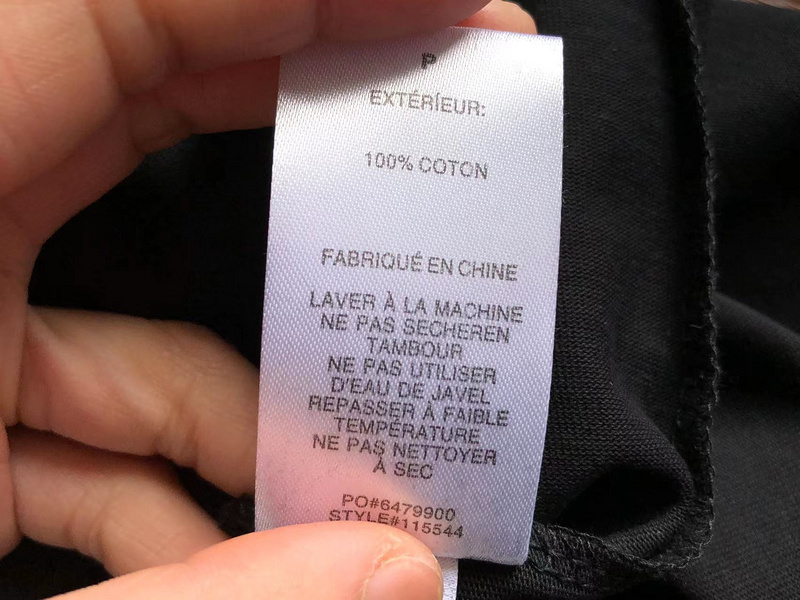 P
EXTÉRÍEUR:
100% COTON
FABRIQUÉ EN CHINE
LAVER À LA MACHINE
NE PAS SECHEREN
TAMBOUR
NE PAS UTILISER
D'EAU DE JAVEL
REPASSER À FAIBLE
TEMPÉRATURE
NE PAS NETTOYER
À SEC
PO#6479900
STYLE#115544